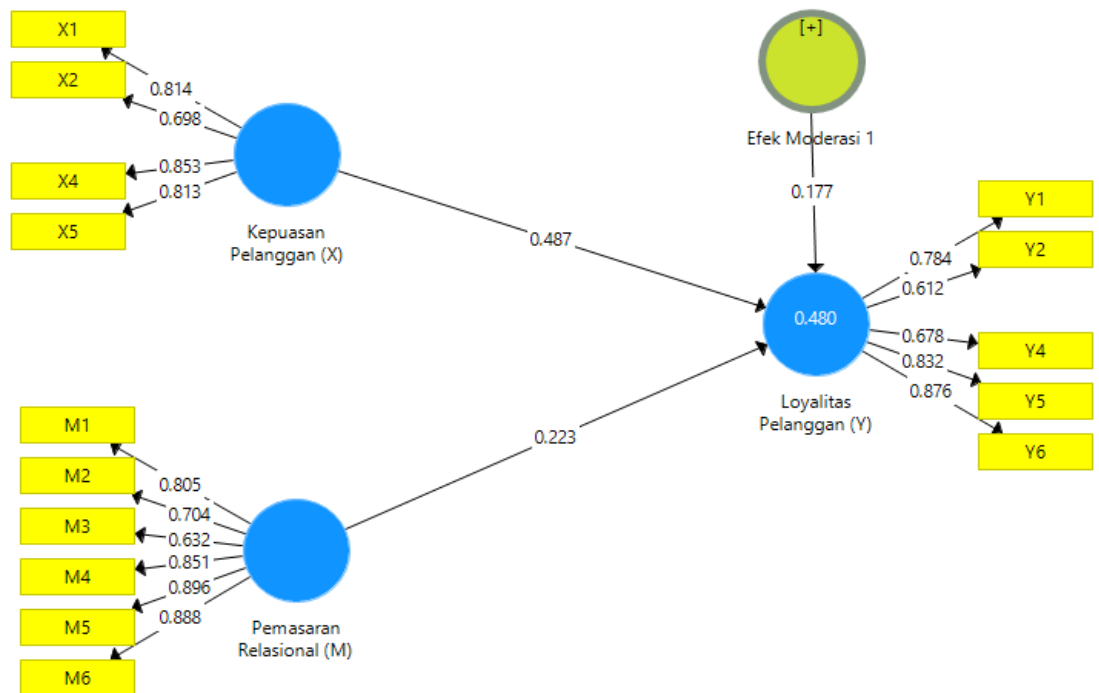 X1
X2
X4
X5
0.814
0.698
0.853
0.813
Kepuasan
Pelanggan (X)
[+]
Efek Moderasi 1
0.177
0.487
0.223
0.480
Loyalitas
Pelanggan (Y)
0.784
0.612
0.678
0.832
0.876
Y1
Y2
Y4
Y5
Y6
M1
M2
M3
M4
M5
M6
0.805
0.704
0.632
0.851
0.896
0.888
Pemasaran
Relasional (M)